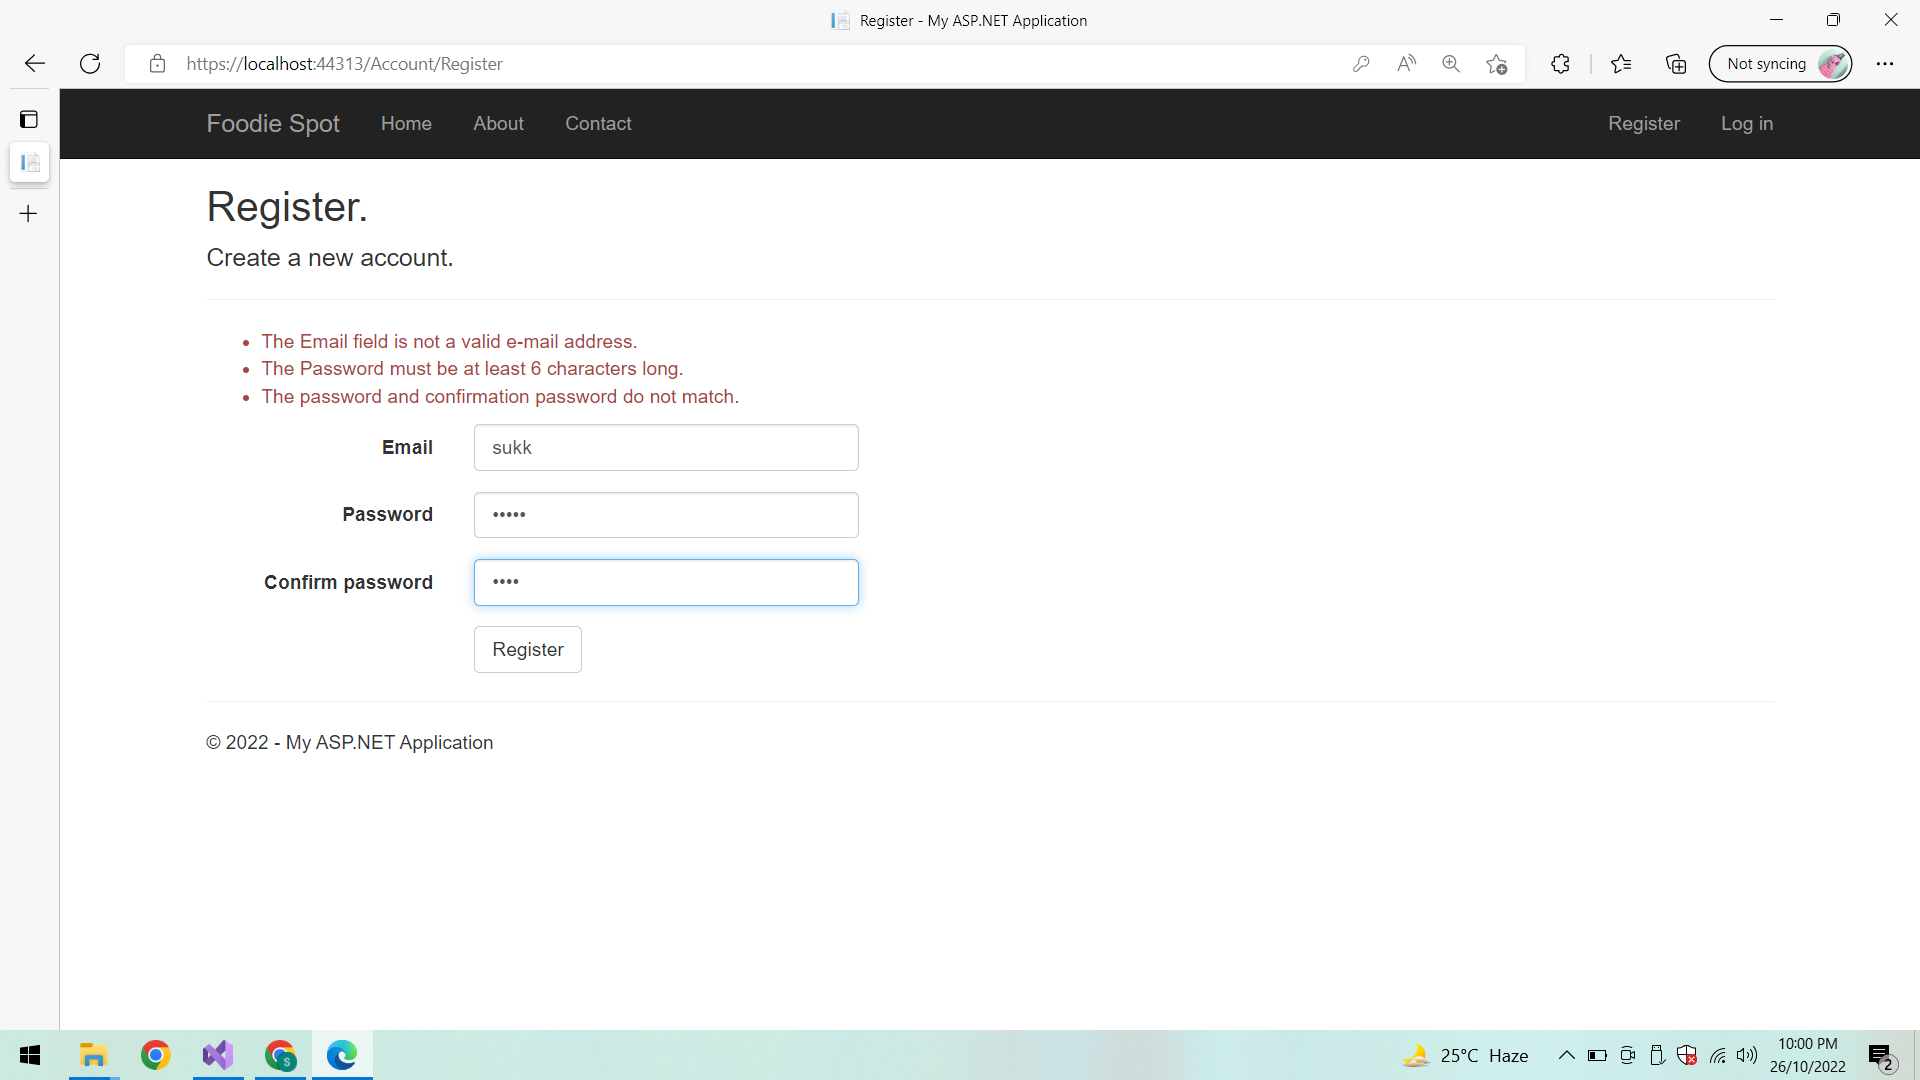 Register - My ASP.NET Application
https://localhost:44313/Account/Register
Not syncing
Foodie Spot Home About Contact Register Log in
Register.
Create a new account.
• The Email field is not a valid e-mail address.
• The Password must be at least 6 characters long.
• The password and confirmation password do not match.
Email sukk
Password •••••
Confirm password ••••
Register
© 2022 - My ASP.NET Application
25°C Haze
10:00 PM
26/10/2022
2
S